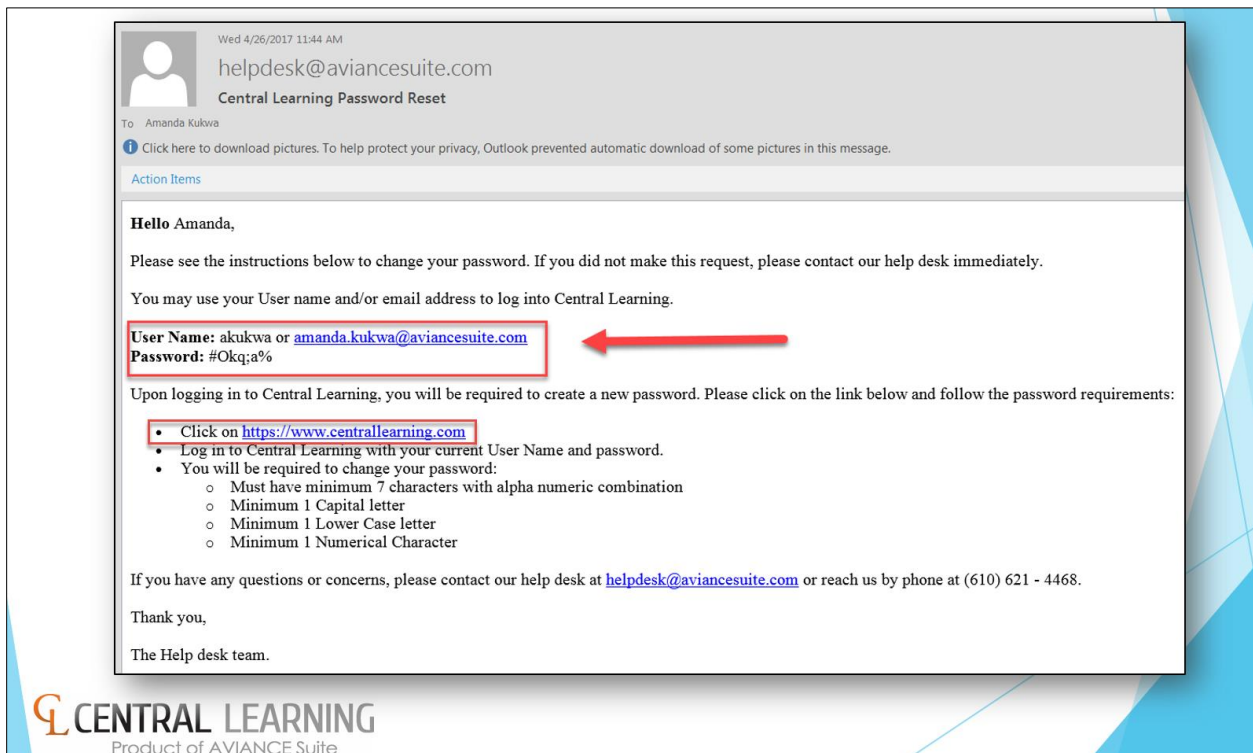 Wed 4/26/2017 11:44 AM
helpdesk@aviancesuite.com
Central Learning Password Reset
To Amanda Kukwa
Click here to download pictures. To help protect your privacy, Outlook prevented automatic download of some pictures in this message.
Action Items
Hello Amanda,
Please see the instructions below to change your password. If you did not make this request, please contact our help desk immediately.
You may use your User name and/or email address to log into Central Learning.
User Name: akukwa or amanda.kukwa@aviancesuite.com
Password: #Okq;a%
Upon logging in to Central Learning, you will be required to create a new password. Please click on the link below and follow the password requirements:
• Click on https://www.centrallearning.com
• Log in to Central Learning with your current User Name and password.
• You will be required to change your password:
o Must have minimum 7 characters with alpha numeric combination
o Minimum 1 Capital letter
o Minimum 1 Lower Case letter
o Minimum 1 Numerical Character
If you have any questions or concerns, please contact our help desk at helpdesk@aviancesuite.com or reach us by phone at (610) 621 - 4468.
Thank you,
The Help desk team.
CL CENTRAL LEARNING
Product of AVIANCE Suite